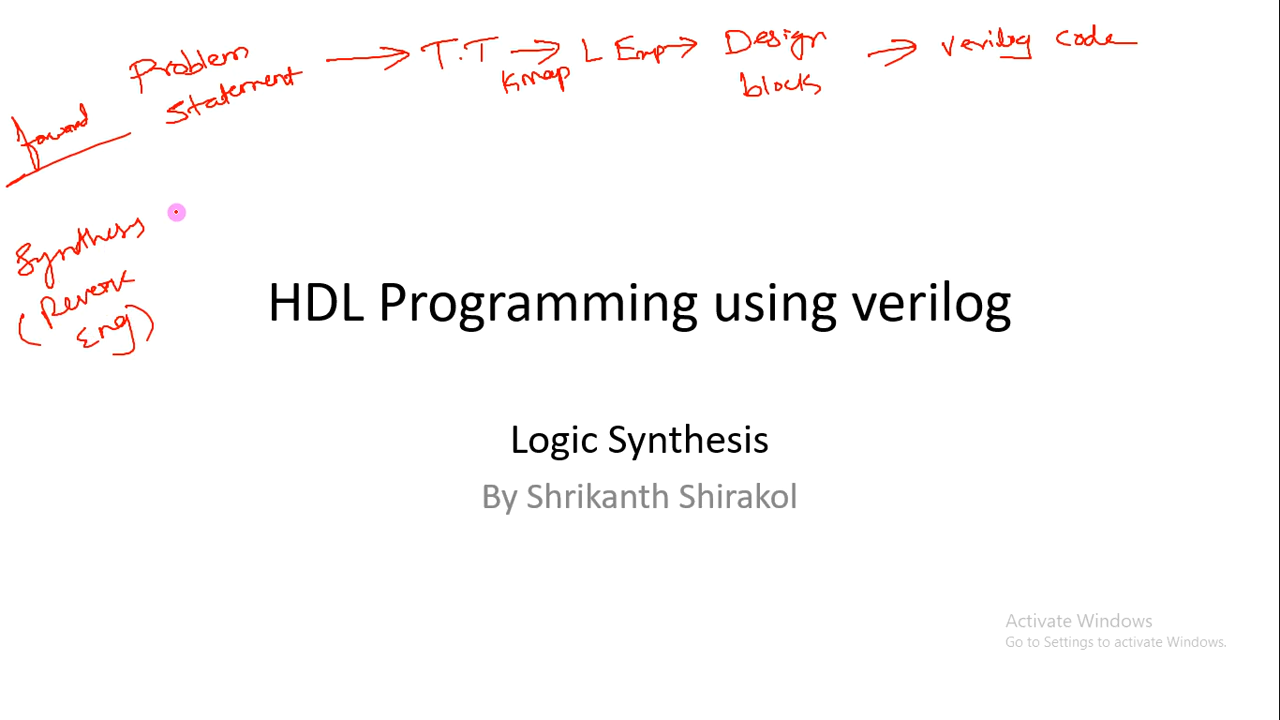 Problem Statement → T.T → L Exp → Design blocks → verilog code
Kmap
forward
Synthesis
(Reverse
Eng)
HDL Programming using verilog
Logic Synthesis
By Shrikanth Shirakol
Activate Windows
Go to Settings to activate Windows.